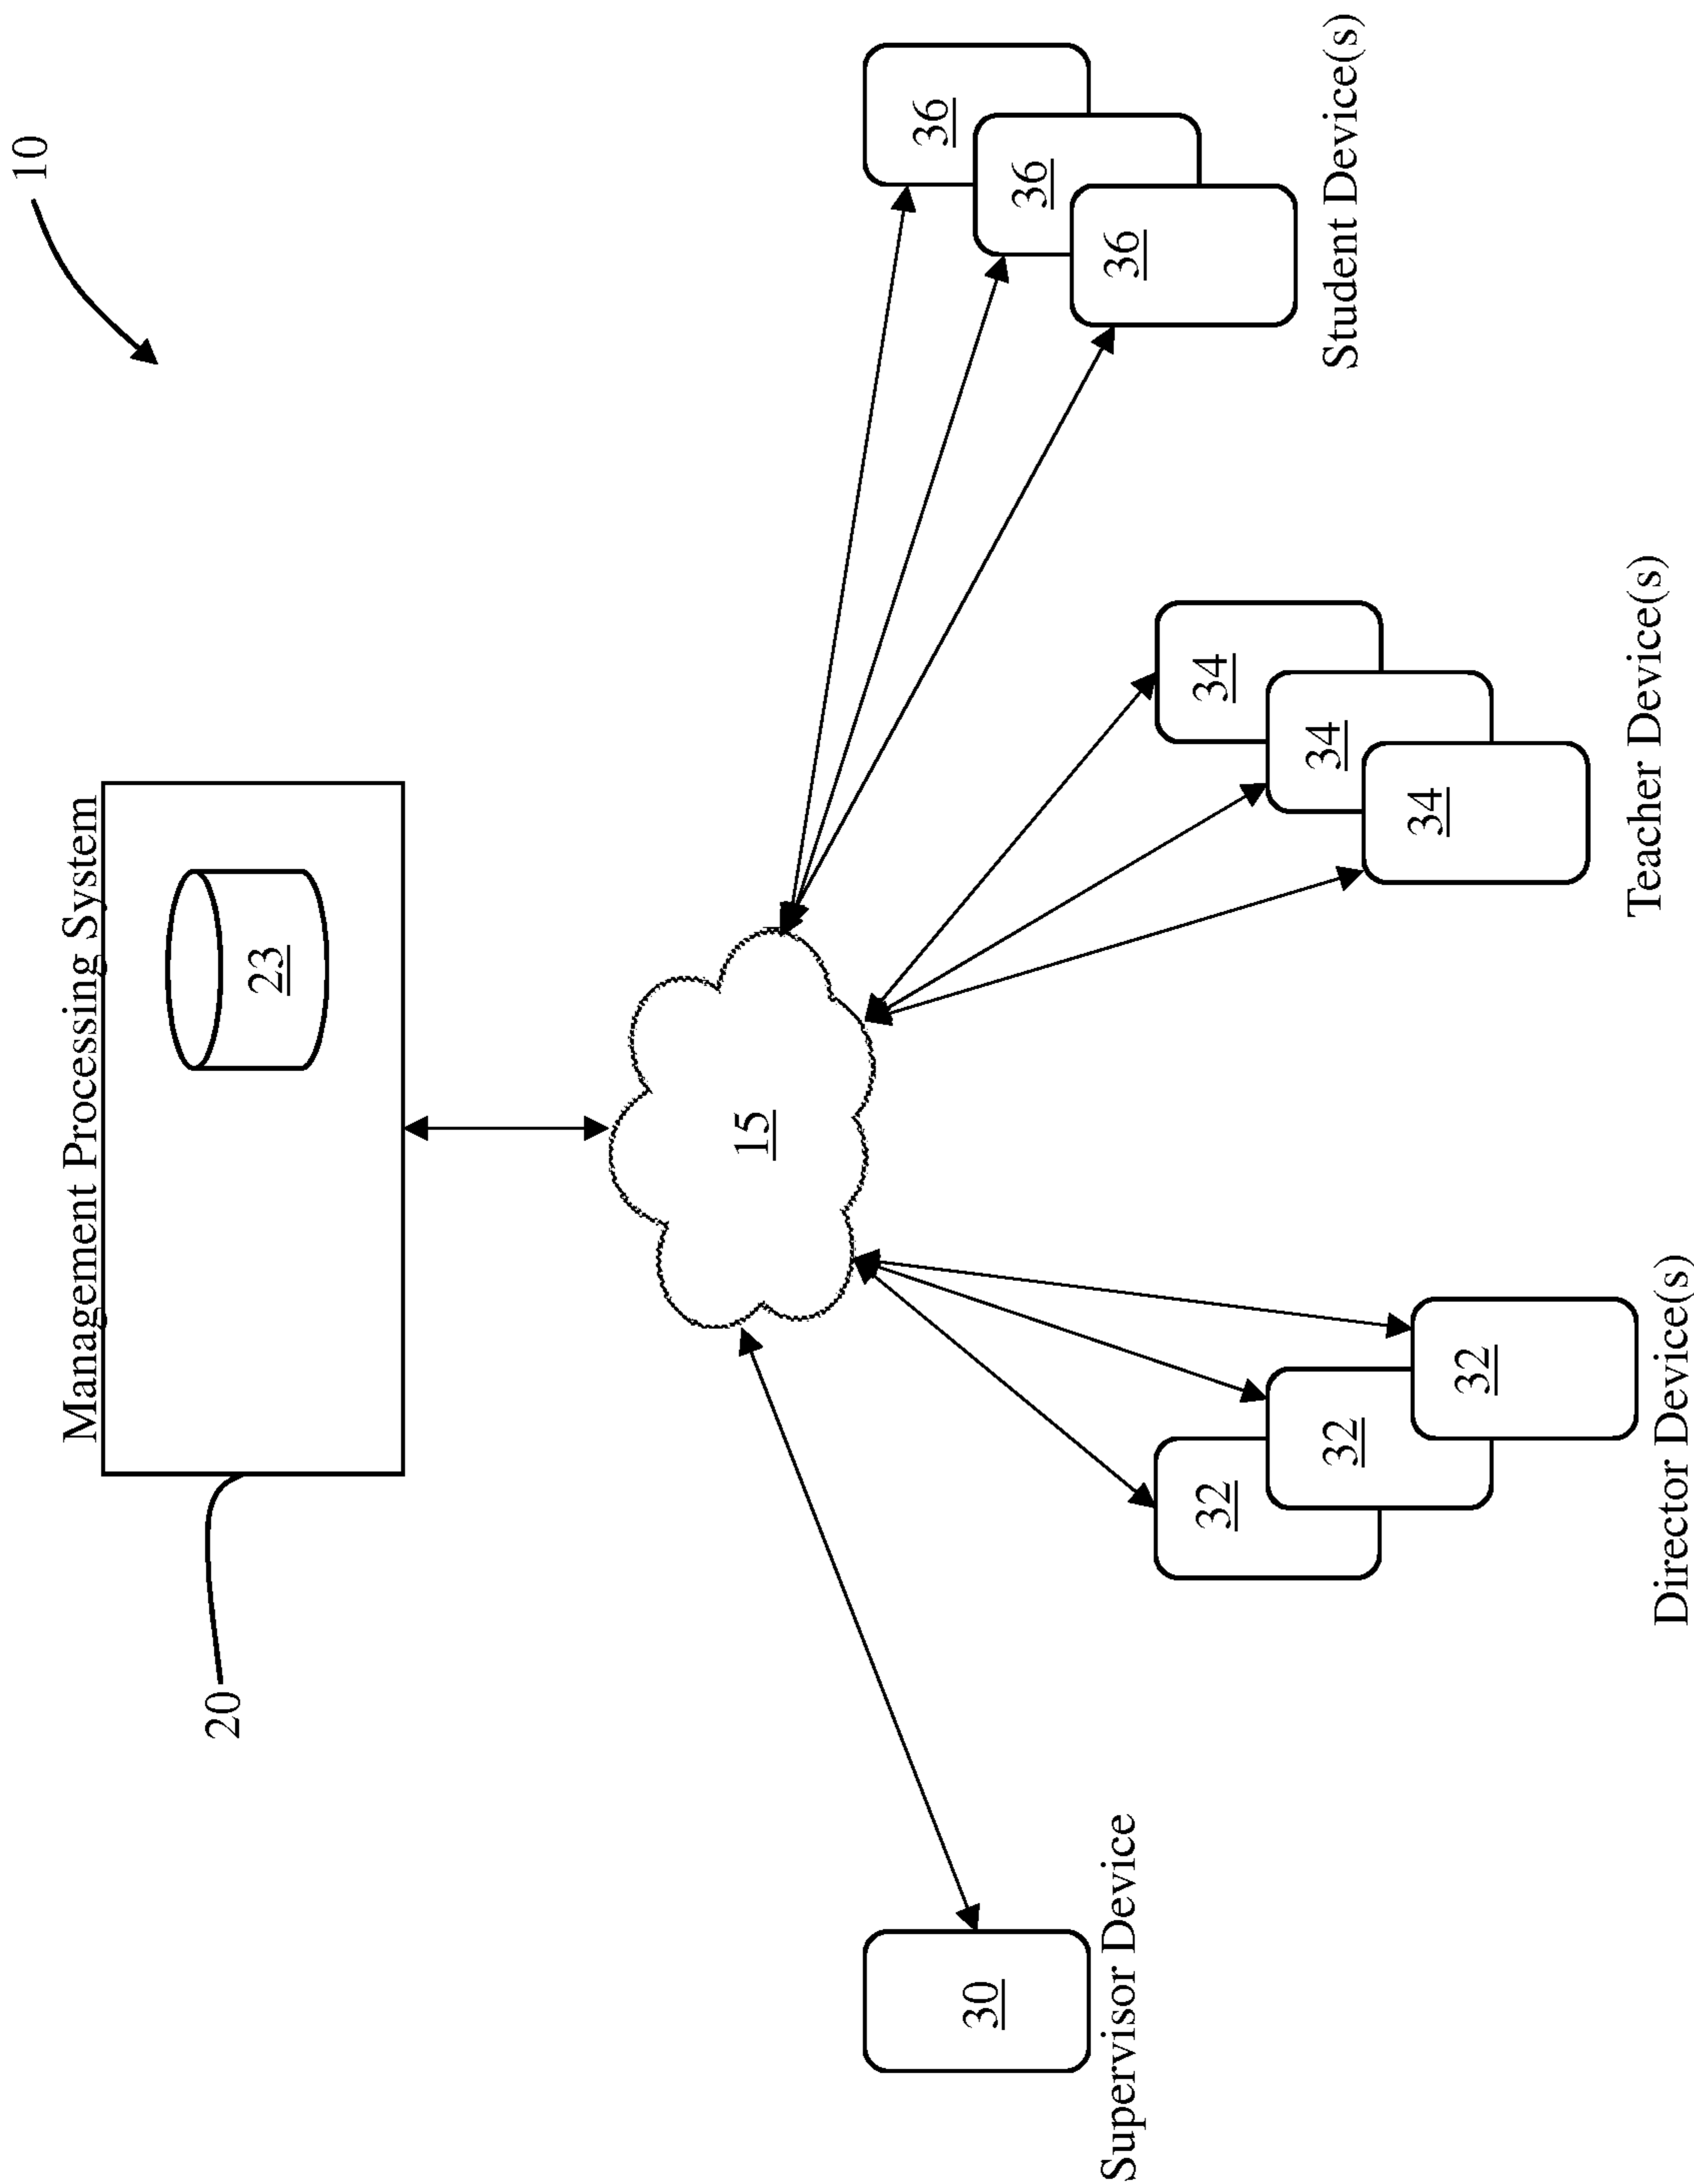 10
Management Processing System
20
23
15
30
Supervisor Device
32
32
32
Director Device(s)
34
34
34
Teacher Device(s)
36
36
36
Student Device(s)